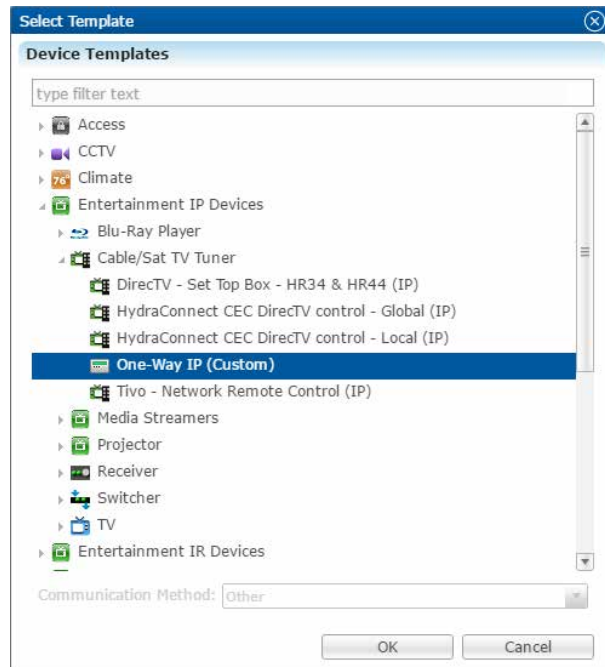 Select Template
Device Templates
type filter text
Access
CCTV
76° Climate
Entertainment IP Devices
Blu-Ray Player
Cable/Sat TV Tuner
DirecTV - Set Top Box - HR34 & HR44 (IP)
HydraConnect CEC DirecTV control - Global (IP)
HydraConnect CEC DirecTV control - Local (IP)
One-Way IP (Custom)
Tivo - Network Remote Control (IP)
Media Streamers
Projector
Receiver
Switcher
TV
Entertainment IR Devices
Communication Method: Other
OK Cancel